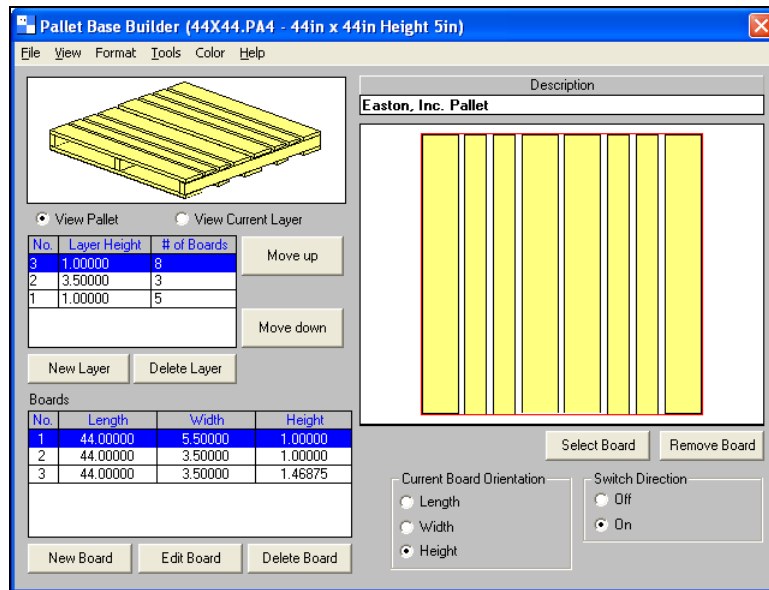 Pallet Base Builder (44X44.PA4 - 44in x 44in Height 5in)
File View Format Tools Color Help
Description
Easton, Inc. Pallet
View Pallet View Current Layer
No. Layer Height # of Boards
3 1.00000 8
2 3.50000 3
1 1.00000 5
Move up
Move down
New Layer Delete Layer
Boards
No. Length Width Height
1 44.00000 5.50000 1.00000
2 44.00000 3.50000 1.00000
3 44.00000 3.50000 1.46875
New Board Edit Board Delete Board
Select Board Remove Board
Current Board Orientation
Length
Width
Height
Switch Direction
Off
On